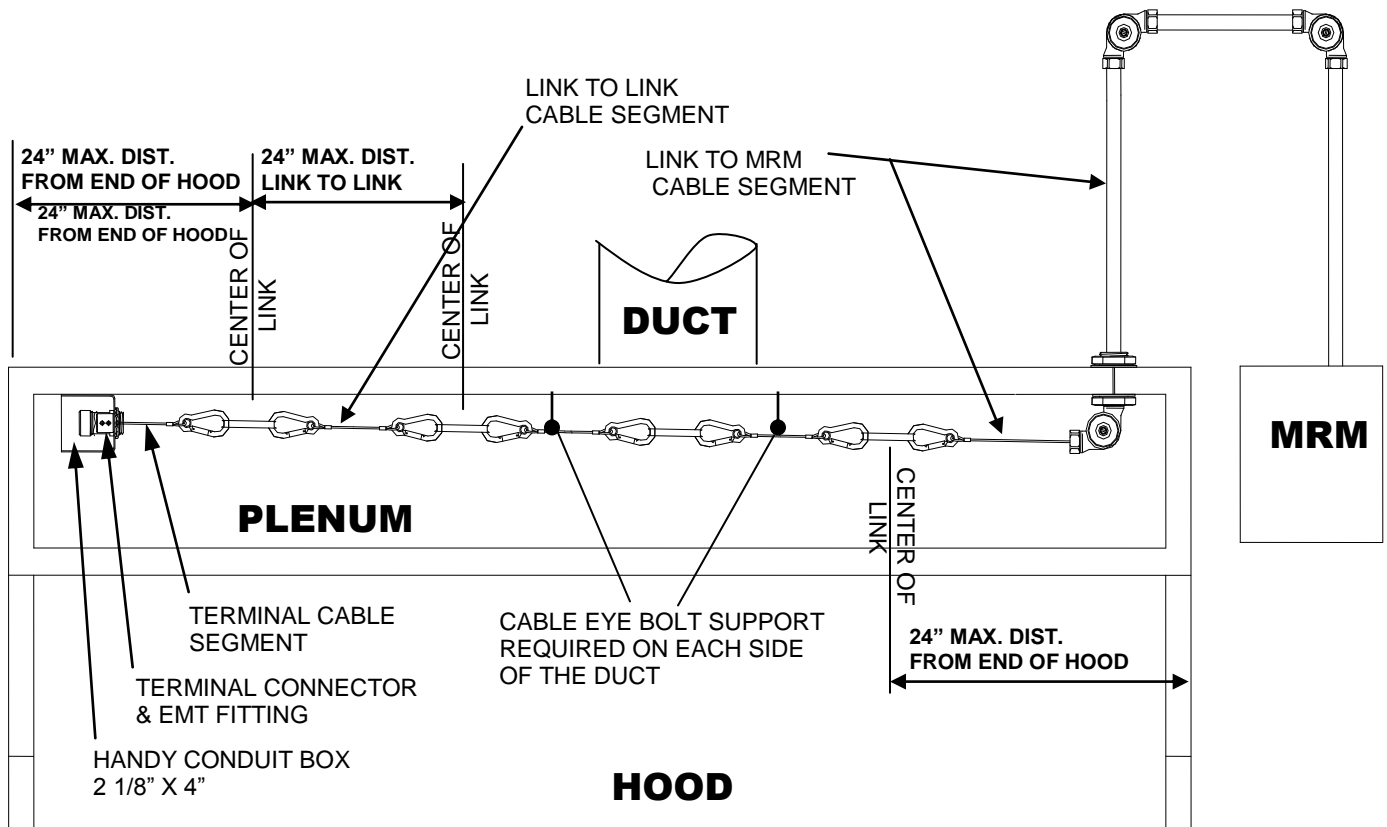 LINK TO LINK
CABLE SEGMENT
24” MAX. DIST.
FROM END OF HOOD
24” MAX. DIST.
LINK TO LINK
LINK TO MRM
CABLE SEGMENT
24” MAX. DIST.
FROM END OF HOOD
CENTER OF
LINK
CENTER OF
LINK
DUCT
MRM
PLENUM
CENTER OF
LINK
TERMINAL CABLE
SEGMENT
CABLE EYE BOLT SUPPORT
REQUIRED ON EACH SIDE
OF THE DUCT
24” MAX. DIST.
FROM END OF HOOD
TERMINAL CONNECTOR
& EMT FITTING
HANDY CONDUIT BOX
2 1/8” X 4”
HOOD